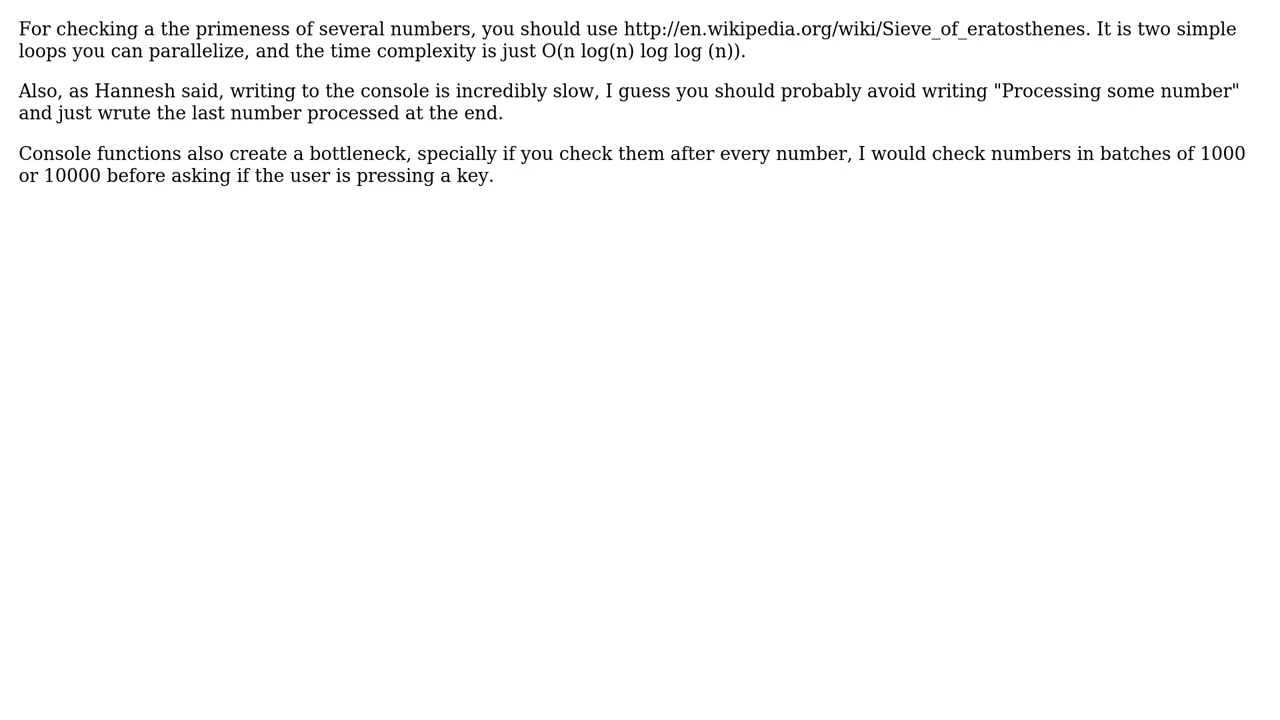 For checking a the primeness of several numbers, you should use http://en.wikipedia.org/wiki/Sieve_of_eratosthenes. It is two simple
loops you can parallelize, and the time complexity is just O(n log(n) log log (n)).
Also, as Hannesh said, writing to the console is incredibly slow, I guess you should probably avoid writing "Processing some number"
and just wrute the last number processed at the end.
Console functions also create a bottleneck, specially if you check them after every number, I would check numbers in batches of 1000
or 10000 before asking if the user is pressing a key.